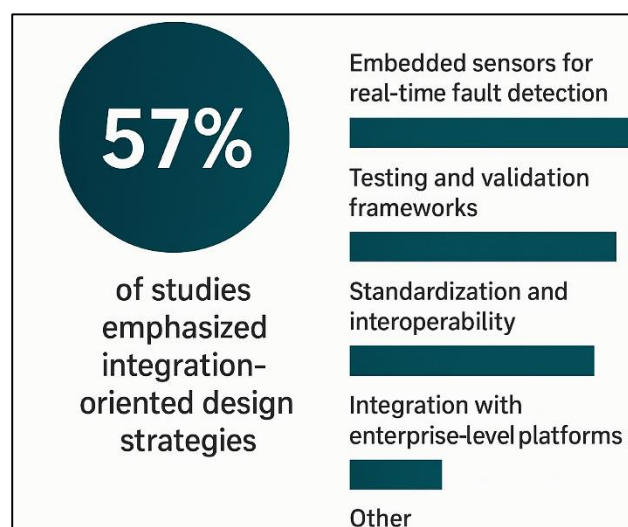 57%
of studies
emphasized
integration-
oriented design
strategies
Embedded sensors for
real-time fault detection
Testing and validation
frameworks
Standardization and
interoperability
Integration with
enterprise-level platforms
Other